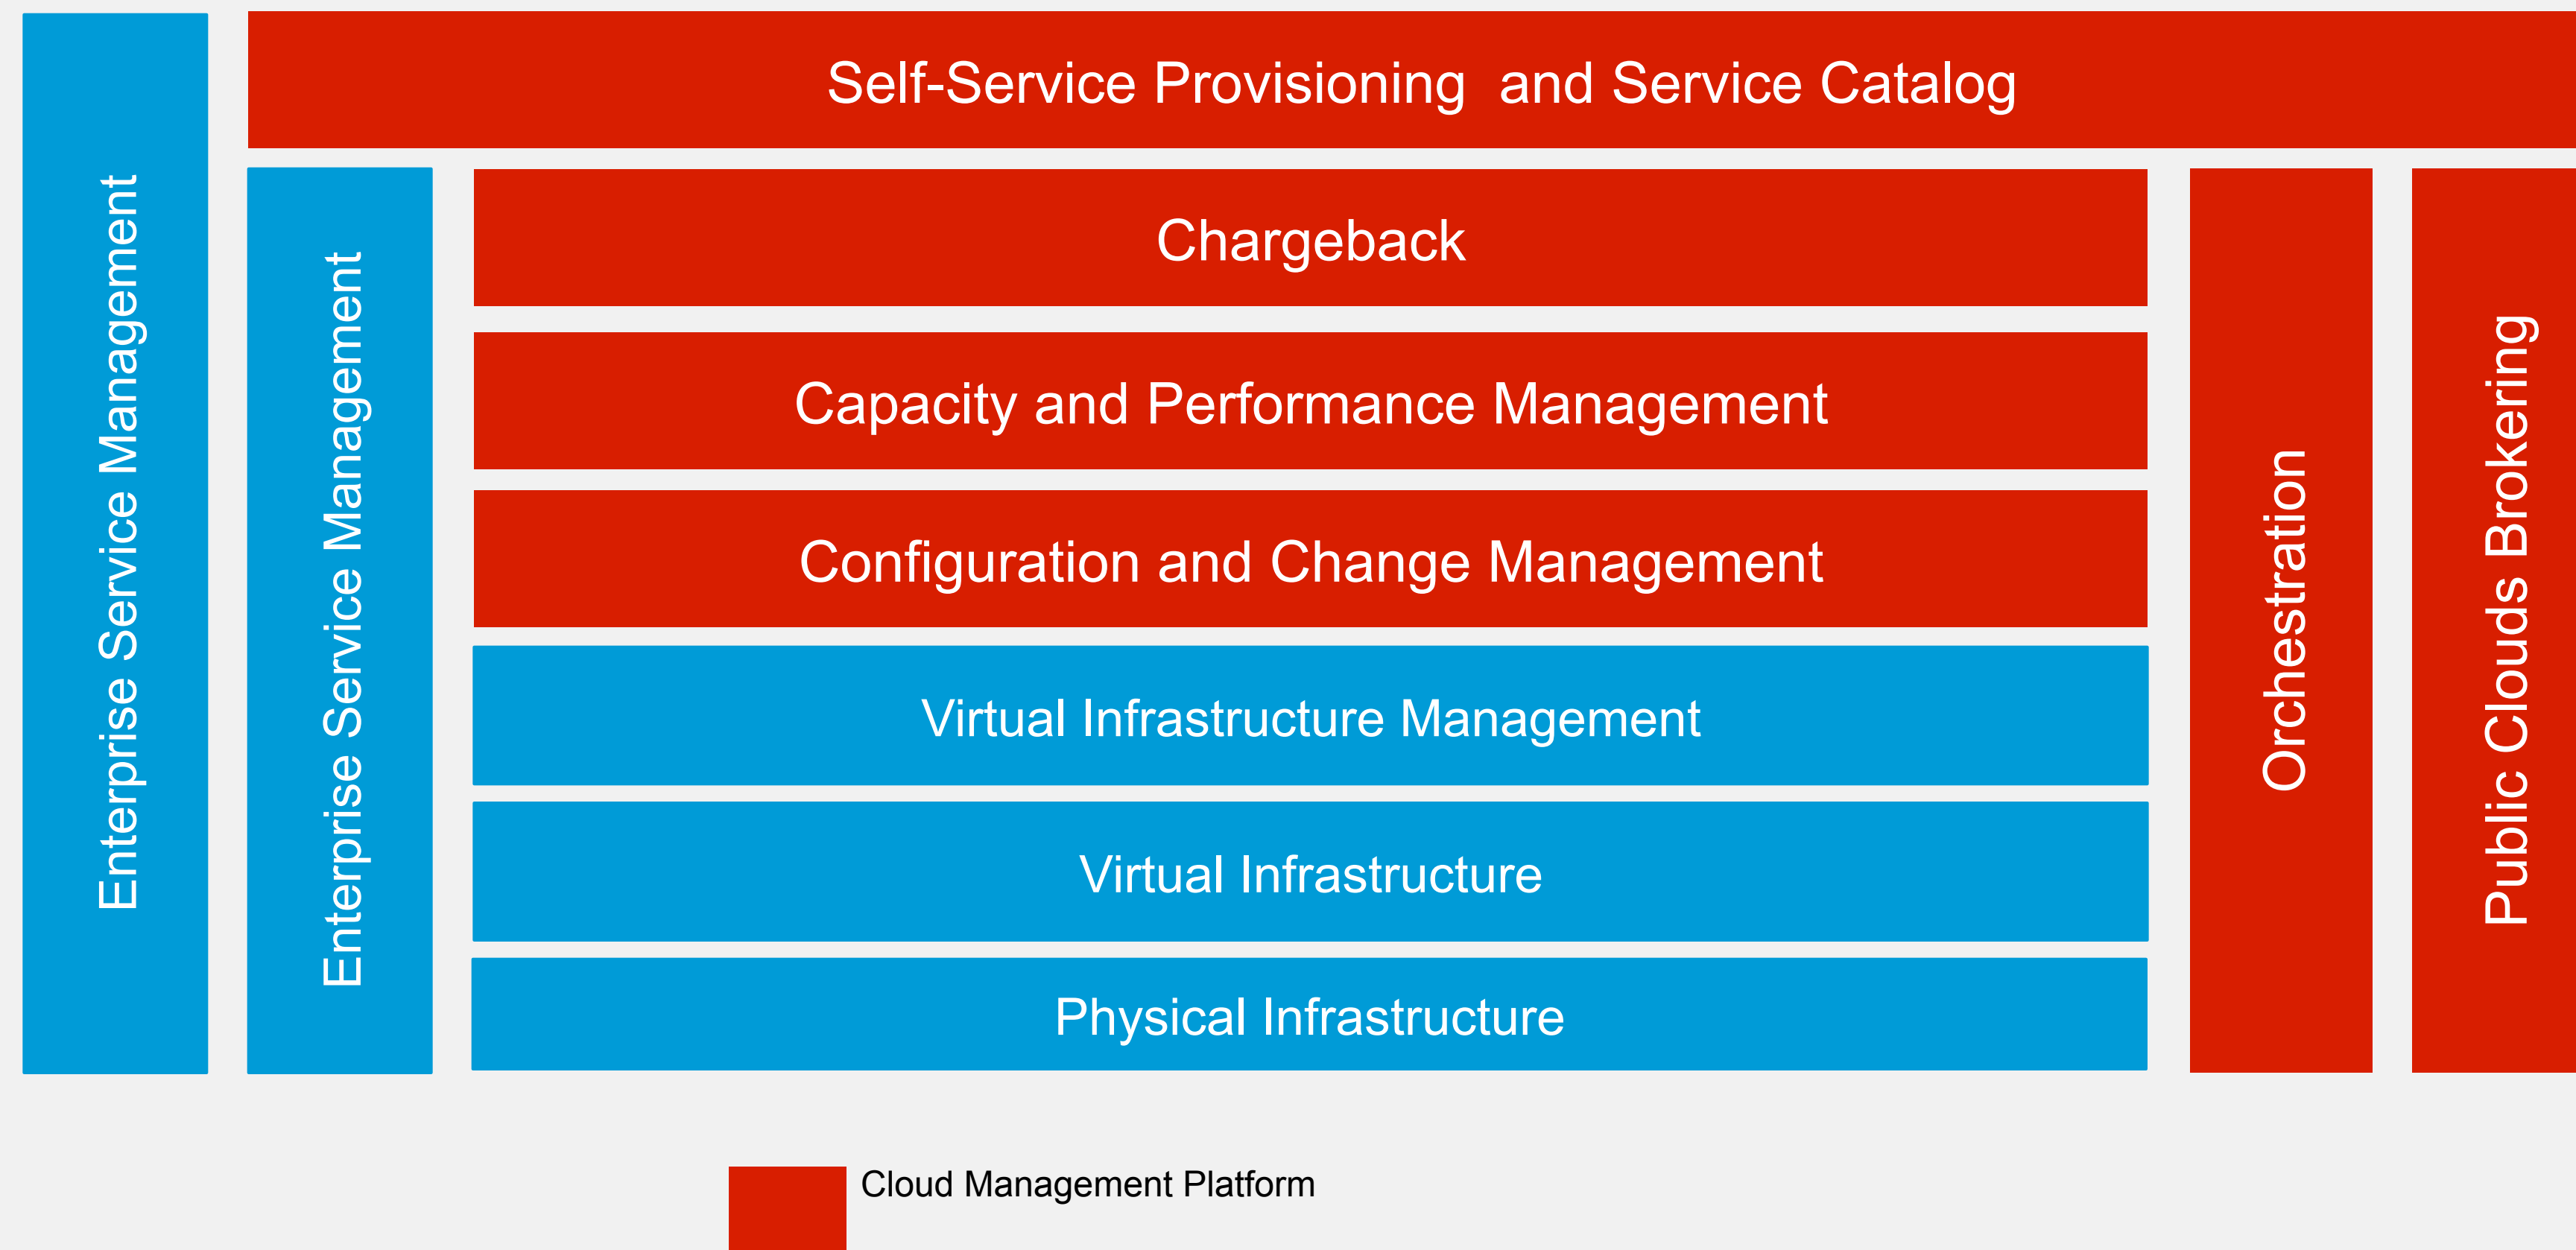 Self-Service Provisioning  and Service Catalog
Enterprise Service Management
Enterprise Service Management
Chargeback
Capacity and Performance Management
Configuration and Change Management
Virtual Infrastructure Management
Virtual Infrastructure
Physical Infrastructure
Orchestration
Public Clouds Brokering
Cloud Management Platform